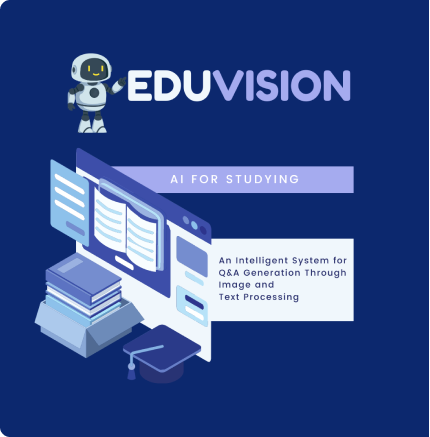 EDUVISION
AI FOR STUDYING
An Intelligent System for
Q&A Generation Through
Image and
Text Processing